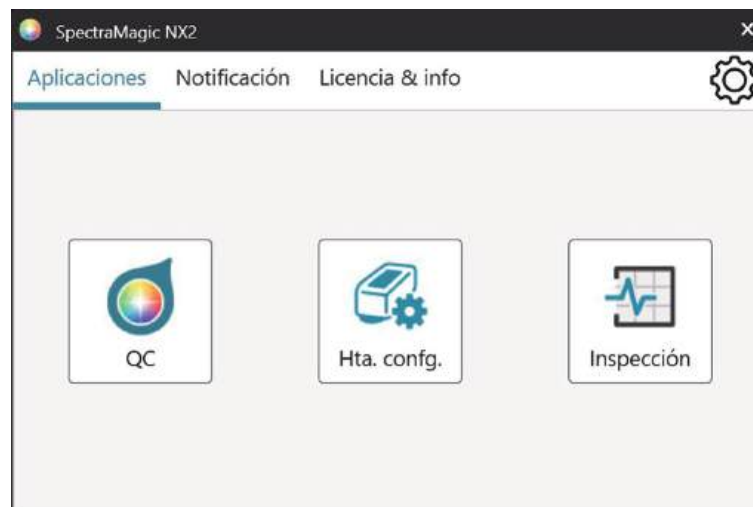 SpectraMagic NX2
Aplicaciones Notificación Licencia & info
QC Hta. confg. Inspección